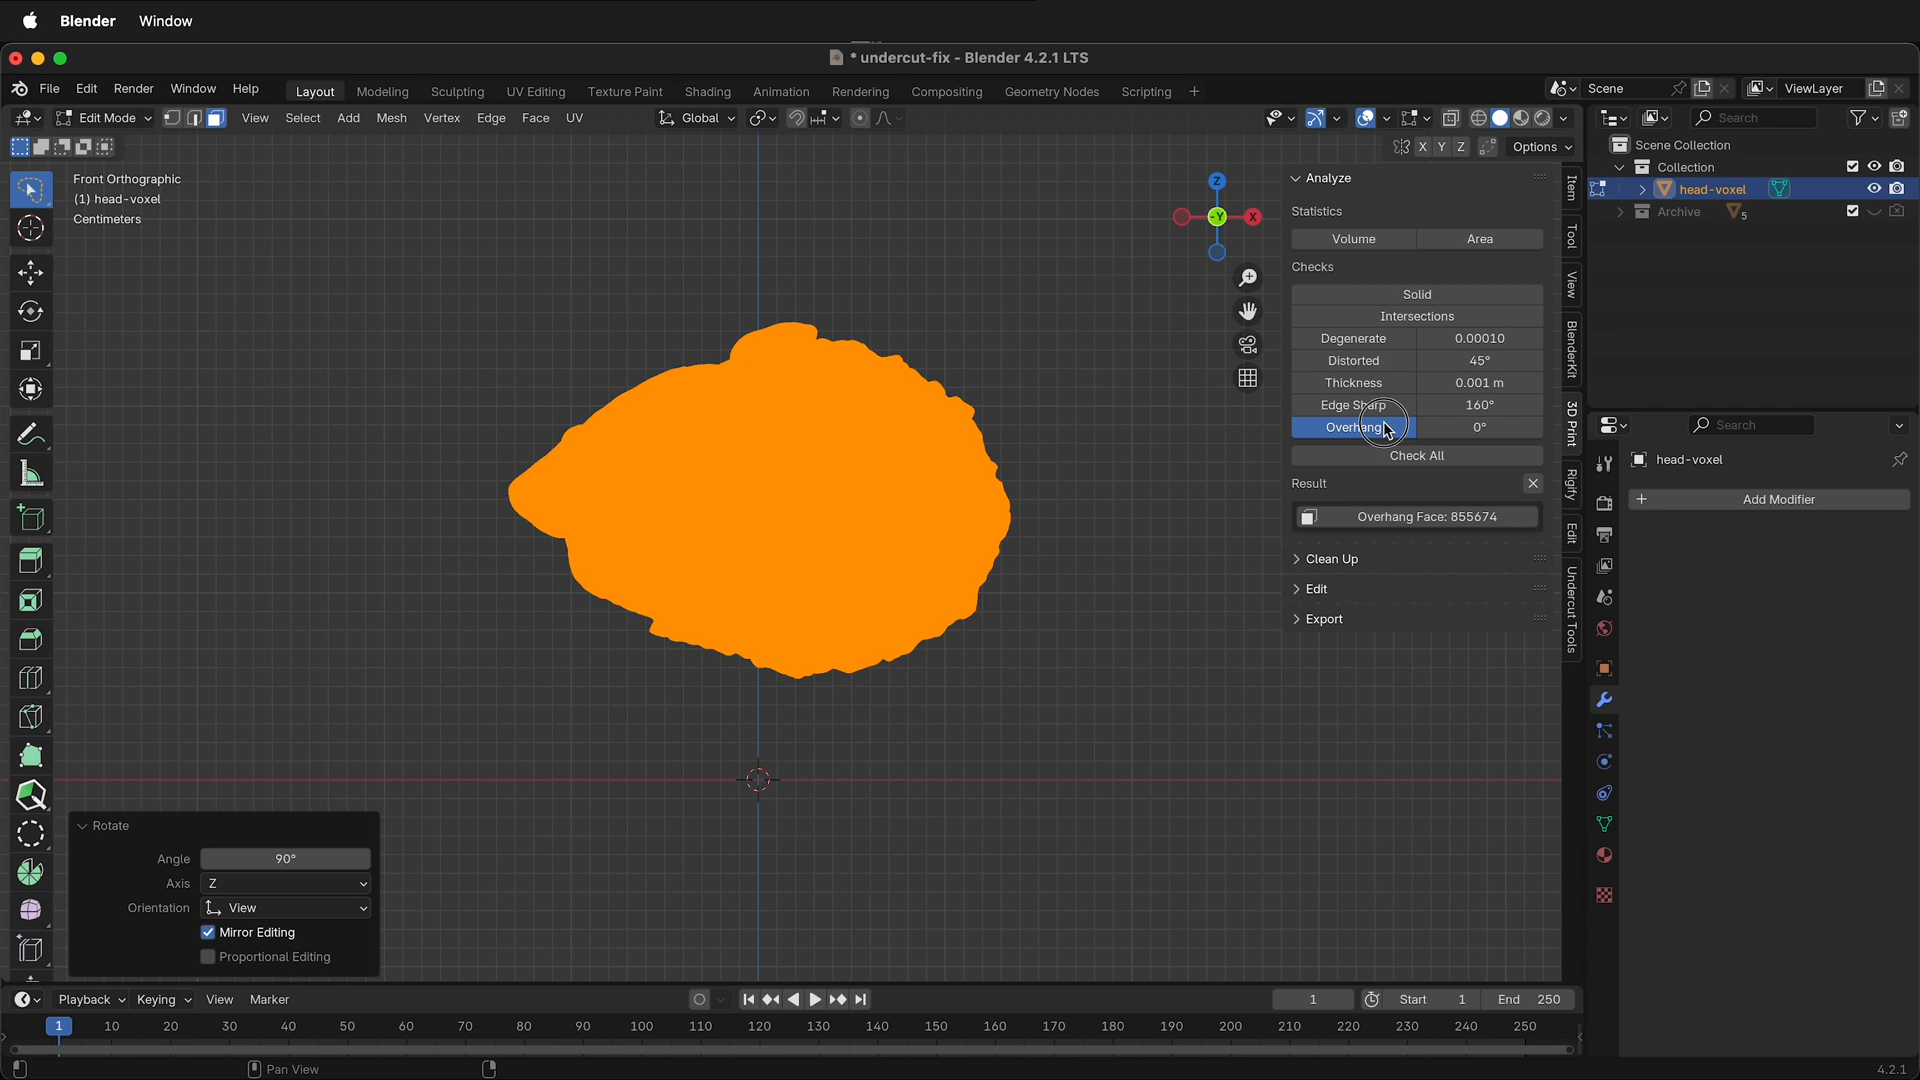 Blender Window
* undercut-fix - Blender 4.2.1 LTS
File Edit Render Window Help Layout Modeling Sculpting UV Editing Texture Paint Shading Animation Rendering Compositing Geometry Nodes Scripting + Scene ViewLayer
Edit Mode View Select Add Mesh Vertex Edge Face UV Global Search
X Y Z Options
Scene Collection
Collection
head-voxel
Archive 5
Front Orthographic
(1) head-voxel
Centimeters
Z
-Y X
Analyze
Statistics
Volume Area
Checks
Solid
Intersections
Degenerate 0.00010
Distorted 45°
Thickness 0.001 m
Edge Sharp 160°
Overhang 0°
Check All
Result
Overhang Face: 855674
Clean Up
Edit
Export
Item
Tool
View
BlenderKit
3D Print
Rigify
Edit
Undercut Tools
Search
head-voxel
+ Add Modifier
Rotate
Angle 90°
Axis Z
Orientation View
Mirror Editing
Proportional Editing
Playback Keying View Marker 1 Start 1 End 250
1 10 20 30 40 50 60 70 80 90 100 110 120 130 140 150 160 170 180 190 200 210 220 230 240 250
Pan View 4.2.1